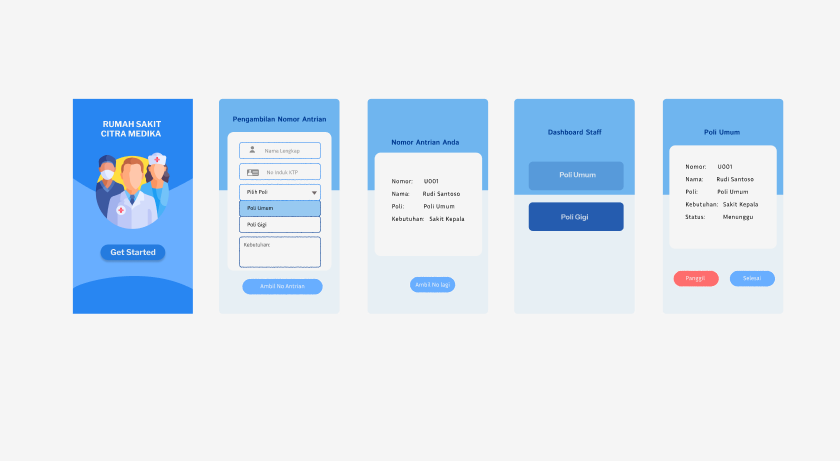 RUMAH SAKIT
CITRA MEDIKA
Get Started
Pengambilan Nomor Antrian
Nama Lengkap
No Induk KTP
Pilih Poli
Poli Umum
Poli Gigi
Kebutuhan:
Ambil No Antrian
Nomor Antrian Anda
Nomor: U001
Nama: Rudi Santoso
Poli: Poli Umum
Kebutuhan: Sakit Kepala
Ambil No lagi
Dashboard Staff
Poli Umum
Poli Gigi
Poli Umum
Nomor: U001
Nama: Rudi Santoso
Poli: Poli Umum
Kebutuhan: Sakit Kepala
Status: Menunggu
Panggil
Selesai